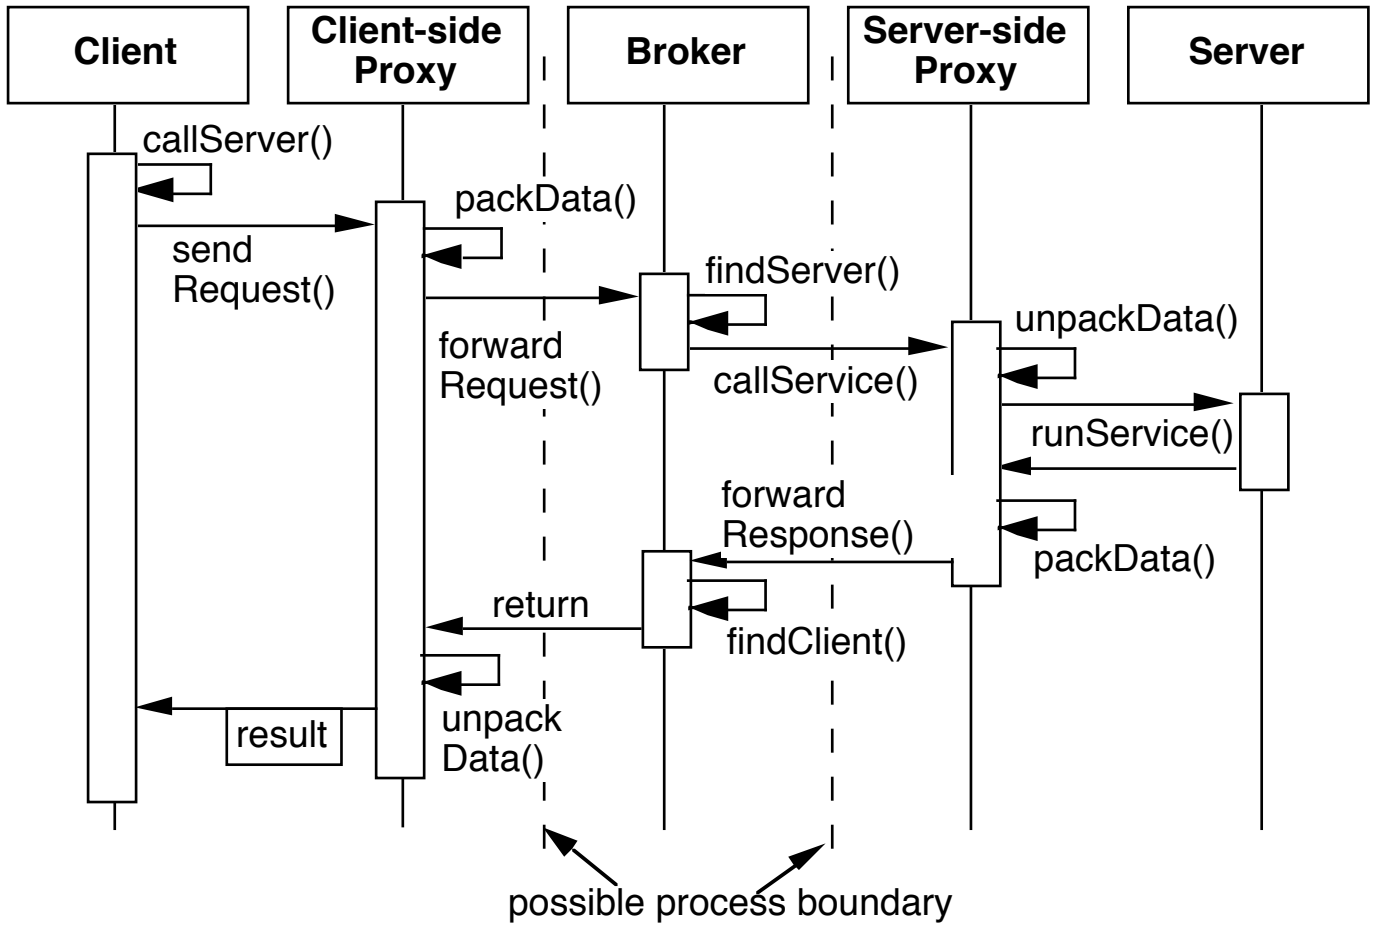 Client
Client-side
Proxy
Broker
Server-side
Proxy
Server
callServer()
packData()
send
Request()
findServer()
forward
Request()
unpackData()
callService()
runService()
forward
Response()
packData()
return
findClient()
unpack
Data()
result
possible process boundary